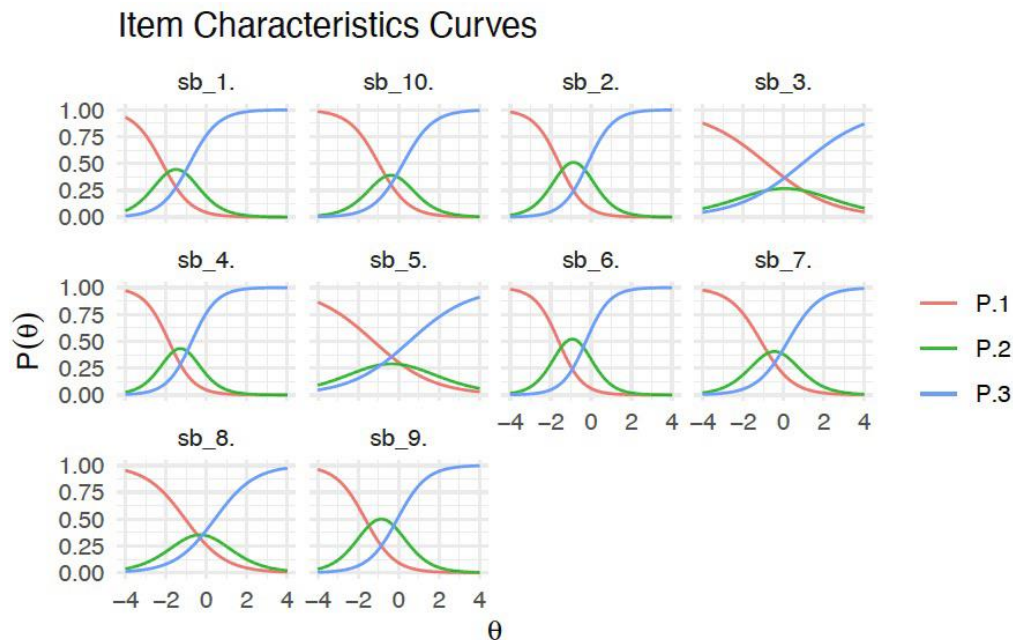 Item Characteristics Curves
sb_1. sb_10. sb_2. sb_3.
1.00
0.75
0.50
0.25
0.00
sb_4. sb_5. sb_6. sb_7.
1.00
0.75
0.50
0.25
0.00
P(θ)
P.1
P.2
P.3
−4 −2 0 2 4 −4 −2 0 2 4
sb_8. sb_9.
1.00
0.75
0.50
0.25
0.00
−4 −2 0 2 4 −4 −2 0 2 4
θ